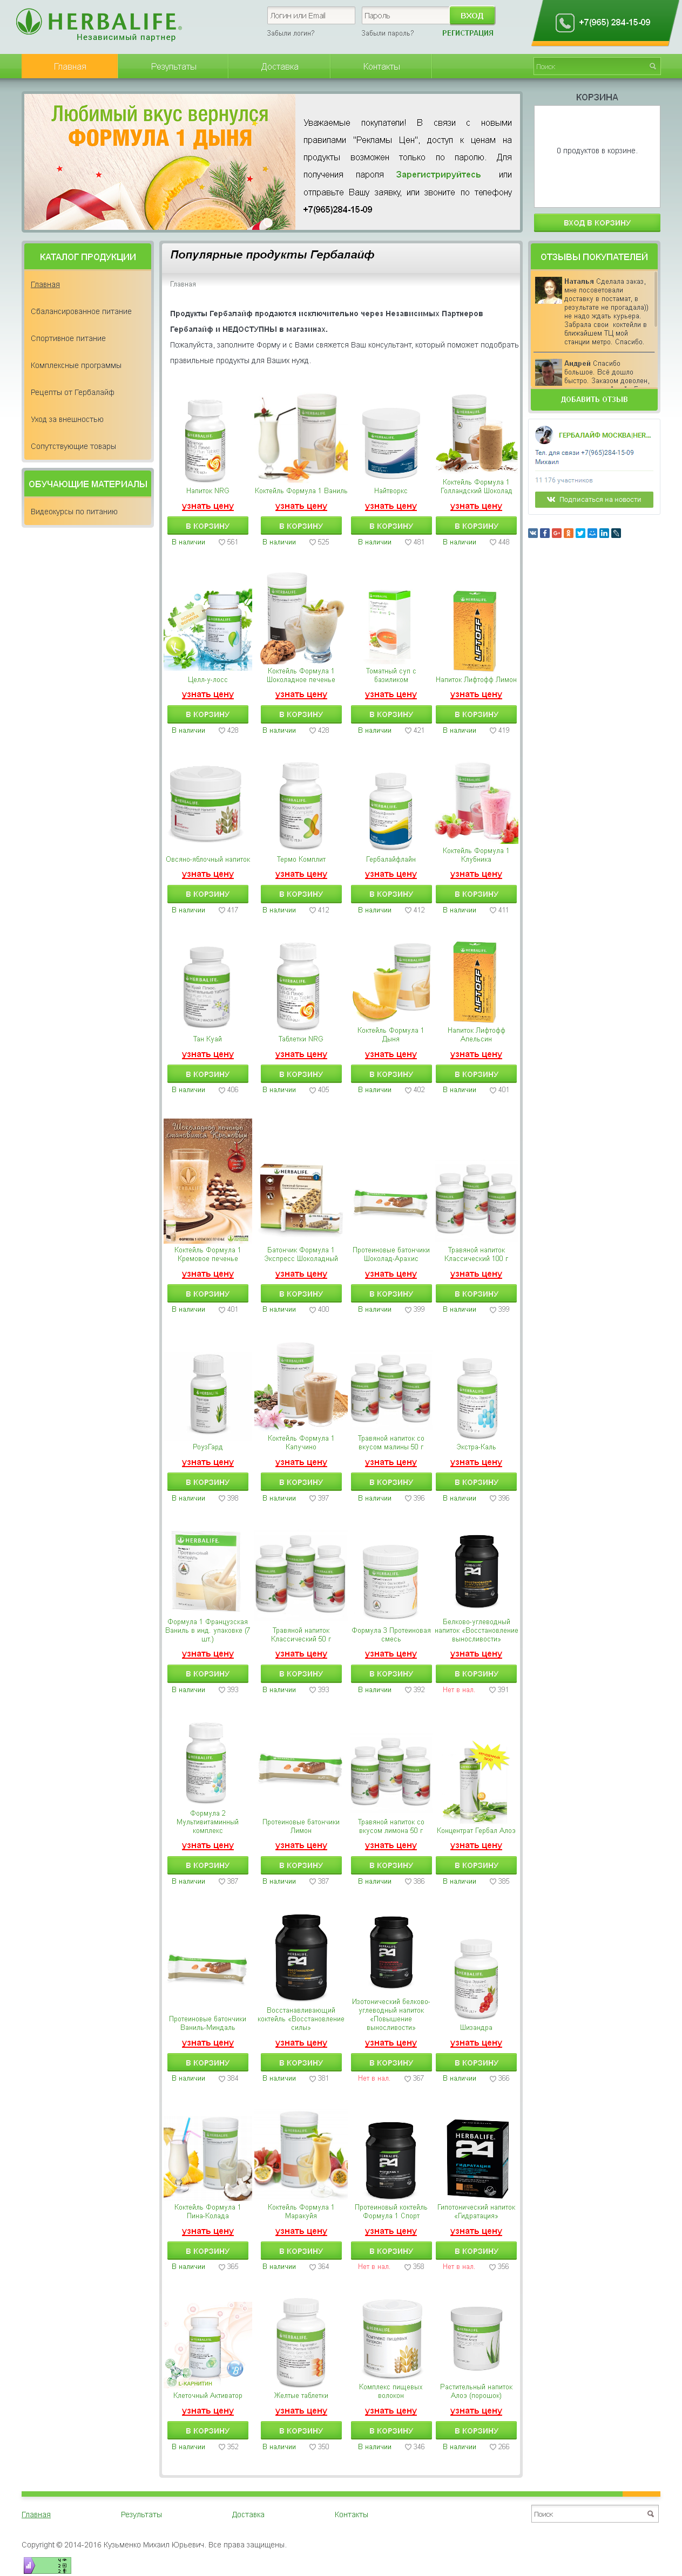 HERBALIFE.
Независимый партнер
Логин или Email
Пароль
ВХОД
Забыли логин?
Забыли пароль?
РЕГИСТРАЦИЯ
+7(965) 284-15-09
Главная
Результаты
Доставка
Контакты
Поиск
Любимый вкус вернулся
ФОРМУЛА 1 ДЫНЯ
Уважаемые покупатели! В связи с новыми
правилами "Рекламы Цен", доступ к ценам на
продукты возможен только по паролю. Для
получения пароля Зарегистрируйтесь или
отправьте Вашу заявку, или звоните по телефону
+7(965)284-15-09
КОРЗИНА
0 продуктов в корзине.
ВХОД В КОРЗИНУ
КАТАЛОГ ПРОДУКЦИИ
Главная
Сбалансированное питание
Спортивное питание
Комплексные программы
Рецепты от Гербалайф
Уход за внешностью
Сопутствующие товары
ОБУЧАЮЩИЕ МАТЕРИАЛЫ
Видеокурсы по питанию
Популярные продукты Гербалайф
Главная
Продукты Гербалайф продаются исключительно через Независимых Партнеров
Гербалайф и НЕДОСТУПНЫ в магазинах.
Пожалуйста, заполните Форму и с Вами свяжется Ваш консультант, который поможет подобрать
правильные продукты для Ваших нужд.
ОТЗЫВЫ ПОКУПАТЕЛЕЙ
Наталья Сделала заказ,
мне посоветовали
доставку в постамат, в
результате не прогадала))
не надо ждать курьера.
Забрала свои коктейли в
ближайшем ТЦ мой
станции метро. Спасибо.
Андрей Спасибо
большое. Всё дошло
быстро. Заказом доволен,
ДОБАВИТЬ ОТЗЫВ
ГЕРБАЛАЙФ МОСКВА|HER...
Тел. для связи +7(965)284-15-09
Михаил
11 176 участников
Подписаться на новости
Напиток NRG
Коктейль Формула 1 Ваниль
Найтворкс
Коктейль Формула 1
Голландский Шоколад
узнать цену узнать цену узнать цену узнать цену
В КОРЗИНУ В КОРЗИНУ В КОРЗИНУ В КОРЗИНУ
В наличии 561 В наличии 525 В наличии 481 В наличии 448
Целл-у-лосс
Коктейль Формула 1
Шоколадное печенье
Томатный суп с
базиликом
Напиток Лифтофф Лимон
узнать цену узнать цену узнать цену узнать цену
В КОРЗИНУ В КОРЗИНУ В КОРЗИНУ В КОРЗИНУ
В наличии 428 В наличии 428 В наличии 421 В наличии 419
Овсяно-яблочный напиток
Термо Комплит
Гербалайфлайн
Коктейль Формула 1
Клубника
узнать цену узнать цену узнать цену узнать цену
В КОРЗИНУ В КОРЗИНУ В КОРЗИНУ В КОРЗИНУ
В наличии 417 В наличии 412 В наличии 412 В наличии 411
Тан Куай
Таблетки NRG
Коктейль Формула 1
Дыня
Напиток Лифтофф
Апельсин
узнать цену узнать цену узнать цену узнать цену
В КОРЗИНУ В КОРЗИНУ В КОРЗИНУ В КОРЗИНУ
В наличии 406 В наличии 405 В наличии 402 В наличии 401
Коктейль Формула 1
Кремовое печенье
Батончик Формула 1
Экспресс Шоколадный
Протеиновые батончики
Шоколад-Арахис
Травяной напиток
Классический 100 г
узнать цену узнать цену узнать цену узнать цену
В КОРЗИНУ В КОРЗИНУ В КОРЗИНУ В КОРЗИНУ
В наличии 401 В наличии 400 В наличии 399 В наличии 399
РоузГард
Коктейль Формула 1
Капучино
Травяной напиток со
вкусом малины 50 г
Экстра-Каль
узнать цену узнать цену узнать цену узнать цену
В КОРЗИНУ В КОРЗИНУ В КОРЗИНУ В КОРЗИНУ
В наличии 398 В наличии 397 В наличии 396 В наличии 396
Формула 1 Французская
Ваниль в инд. упаковке (7
шт.)
Травяной напиток
Классический 50 г
Формула 3 Протеиновая
смесь
Белково-углеводный
напиток «Восстановление
выносливости»
узнать цену узнать цену узнать цену узнать цену
В КОРЗИНУ В КОРЗИНУ В КОРЗИНУ В КОРЗИНУ
В наличии 393 В наличии 393 В наличии 392 Нет в нал. 391
Формула 2
Мультивитаминный
комплекс
Протеиновые батончики
Лимон
Травяной напиток со
вкусом лимона 50 г
Концентрат Гербал Алоэ
узнать цену узнать цену узнать цену узнать цену
В КОРЗИНУ В КОРЗИНУ В КОРЗИНУ В КОРЗИНУ
В наличии 387 В наличии 387 В наличии 386 В наличии 385
Протеиновые батончики
Ваниль-Миндаль
Восстанавливающий
коктейль «Восстановление
силы»
Изотонический белково-
углеводный напиток
«Повышение
выносливости»
Шизандра
узнать цену узнать цену узнать цену узнать цену
В КОРЗИНУ В КОРЗИНУ В КОРЗИНУ В КОРЗИНУ
В наличии 384 В наличии 381 Нет в нал. 367 В наличии 366
Коктейль Формула 1
Пина-Колада
Коктейль Формула 1
Маракуйя
Протеиновый коктейль
Формула 1 Спорт
Гипотонический напиток
«Гидратация»
узнать цену узнать цену узнать цену узнать цену
В КОРЗИНУ В КОРЗИНУ В КОРЗИНУ В КОРЗИНУ
В наличии 365 В наличии 364 Нет в нал. 358 Нет в нал. 356
L-КАРНИТИН
Клеточный Активатор
Желтые таблетки
Комплекс пищевых
волокон
Растительный напиток
Алоэ (порошок)
узнать цену узнать цену узнать цену узнать цену
В КОРЗИНУ В КОРЗИНУ В КОРЗИНУ В КОРЗИНУ
В наличии 352 В наличии 350 В наличии 346 В наличии 266
Главная
Результаты
Доставка
Контакты
Поиск
Copyright © 2014-2016 Кузьменко Михаил Юрьевич. Все права защищены.